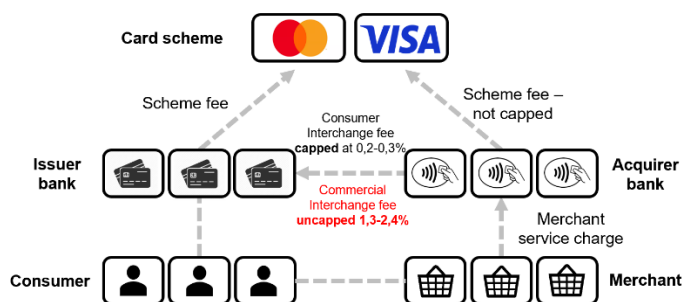 Card scheme
VISA
Scheme fee
Scheme fee –
not capped
Consumer
Interchange fee
capped at 0,2-0,3%
Issuer
bank
Acquirer
bank
Commercial
Interchange fee
uncapped 1,3-2,4%
Merchant
service charge
Consumer
Merchant